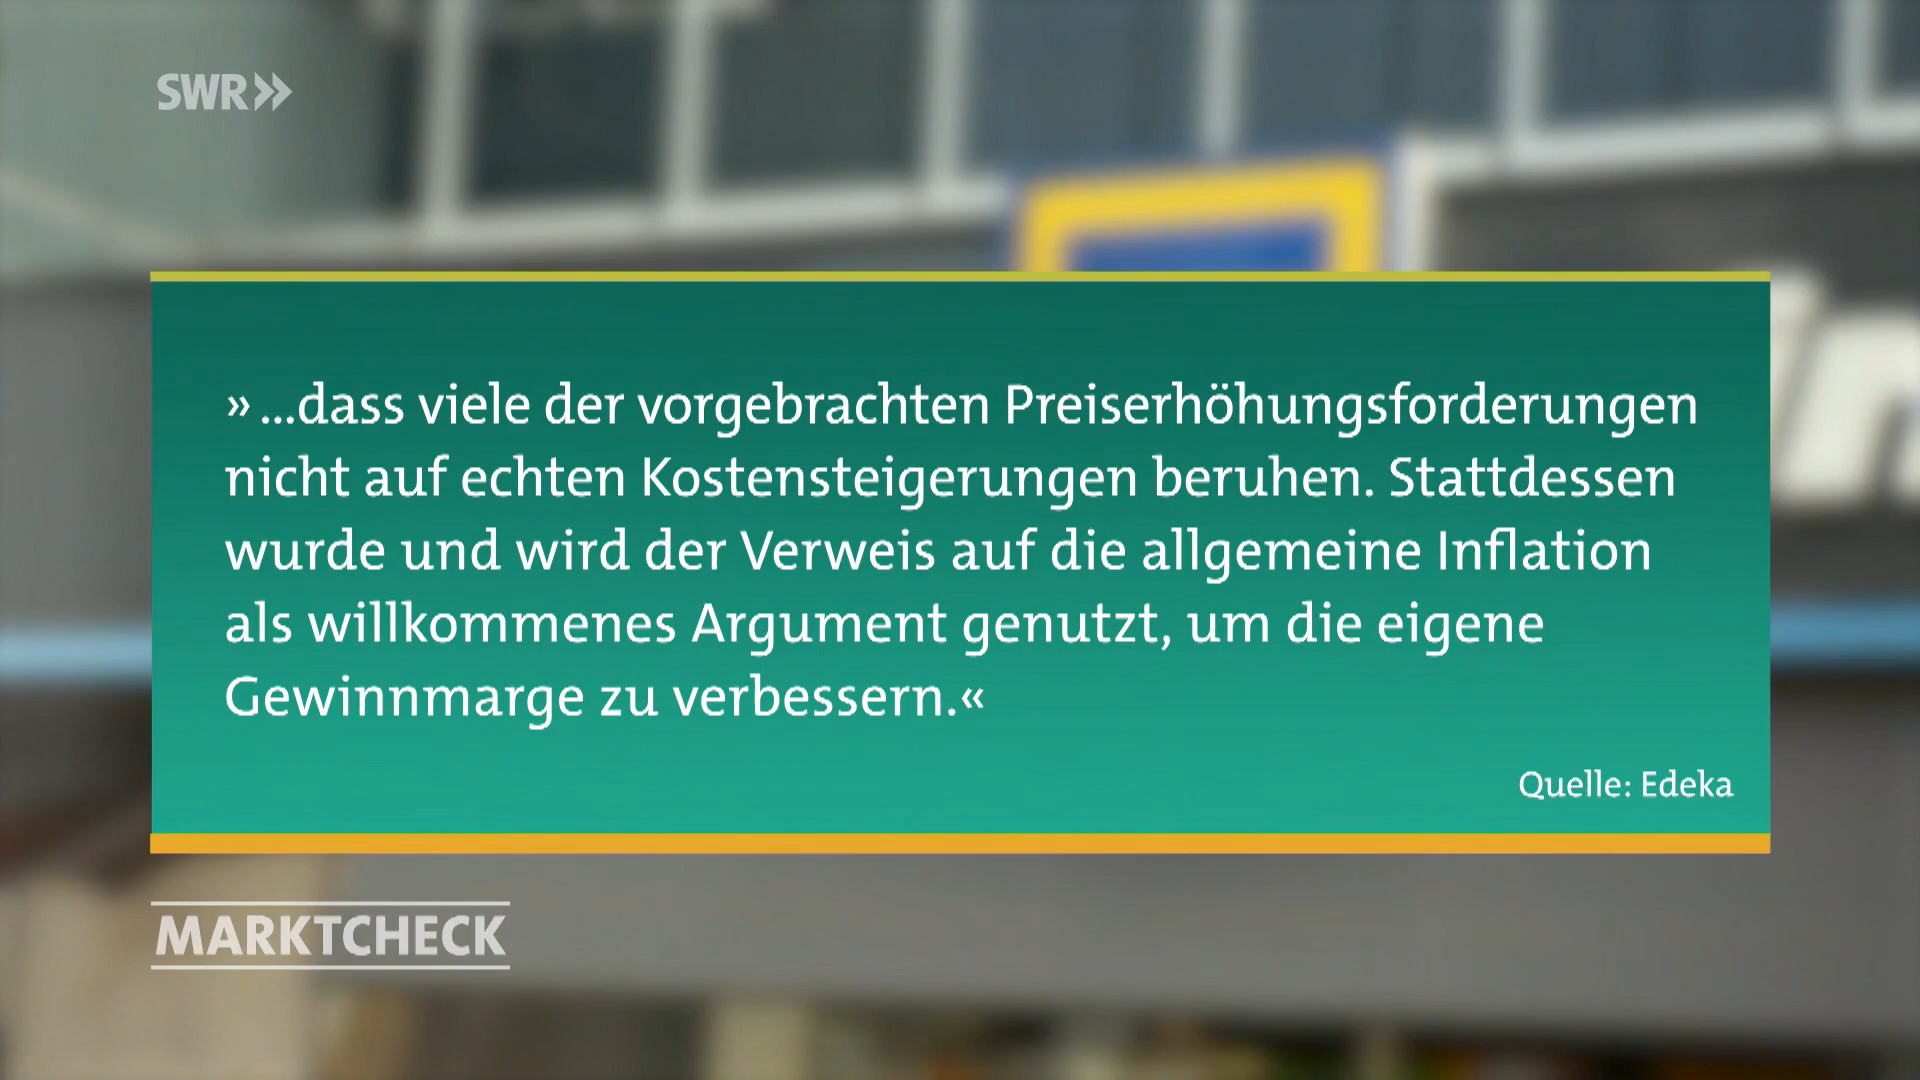 SWR»
» ...dass viele der vorgebrachten Preiserhöhungsforderungen
nicht auf echten Kostensteigerungen beruhen. Stattdessen
wurde und wird der Verweis auf die allgemeine Inflation
als willkommenes Argument genutzt, um die eigene
Gewinnmarge zu verbessern.«
Quelle: Edeka
MARKTCHECK